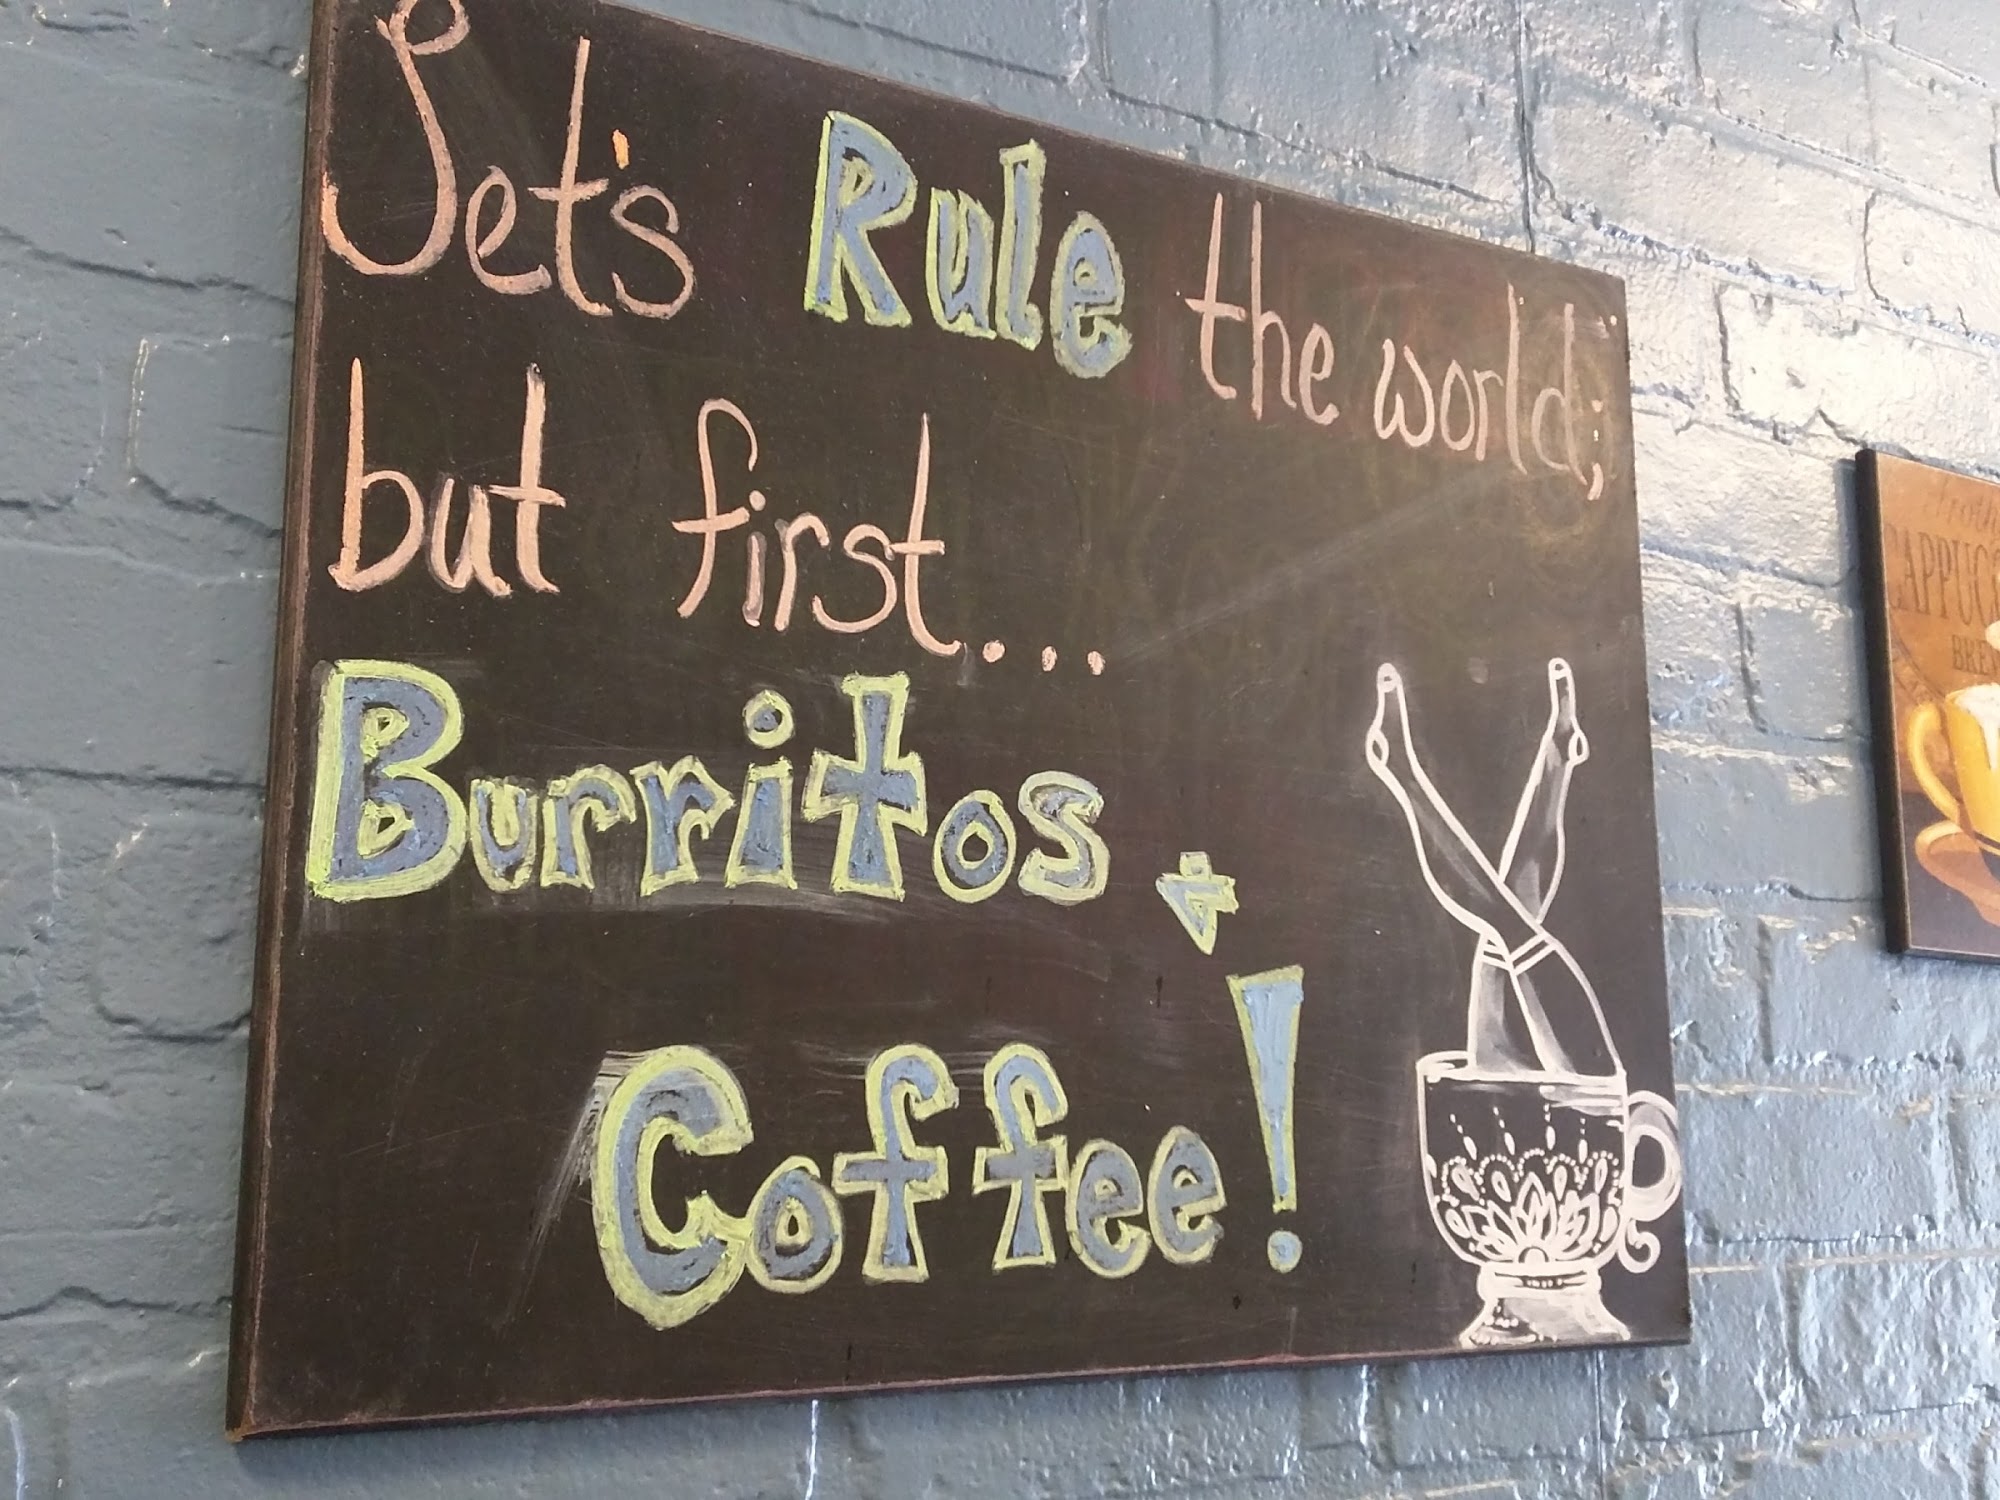 Let's Rule the world;
but first...
Burritos +
Coffee!